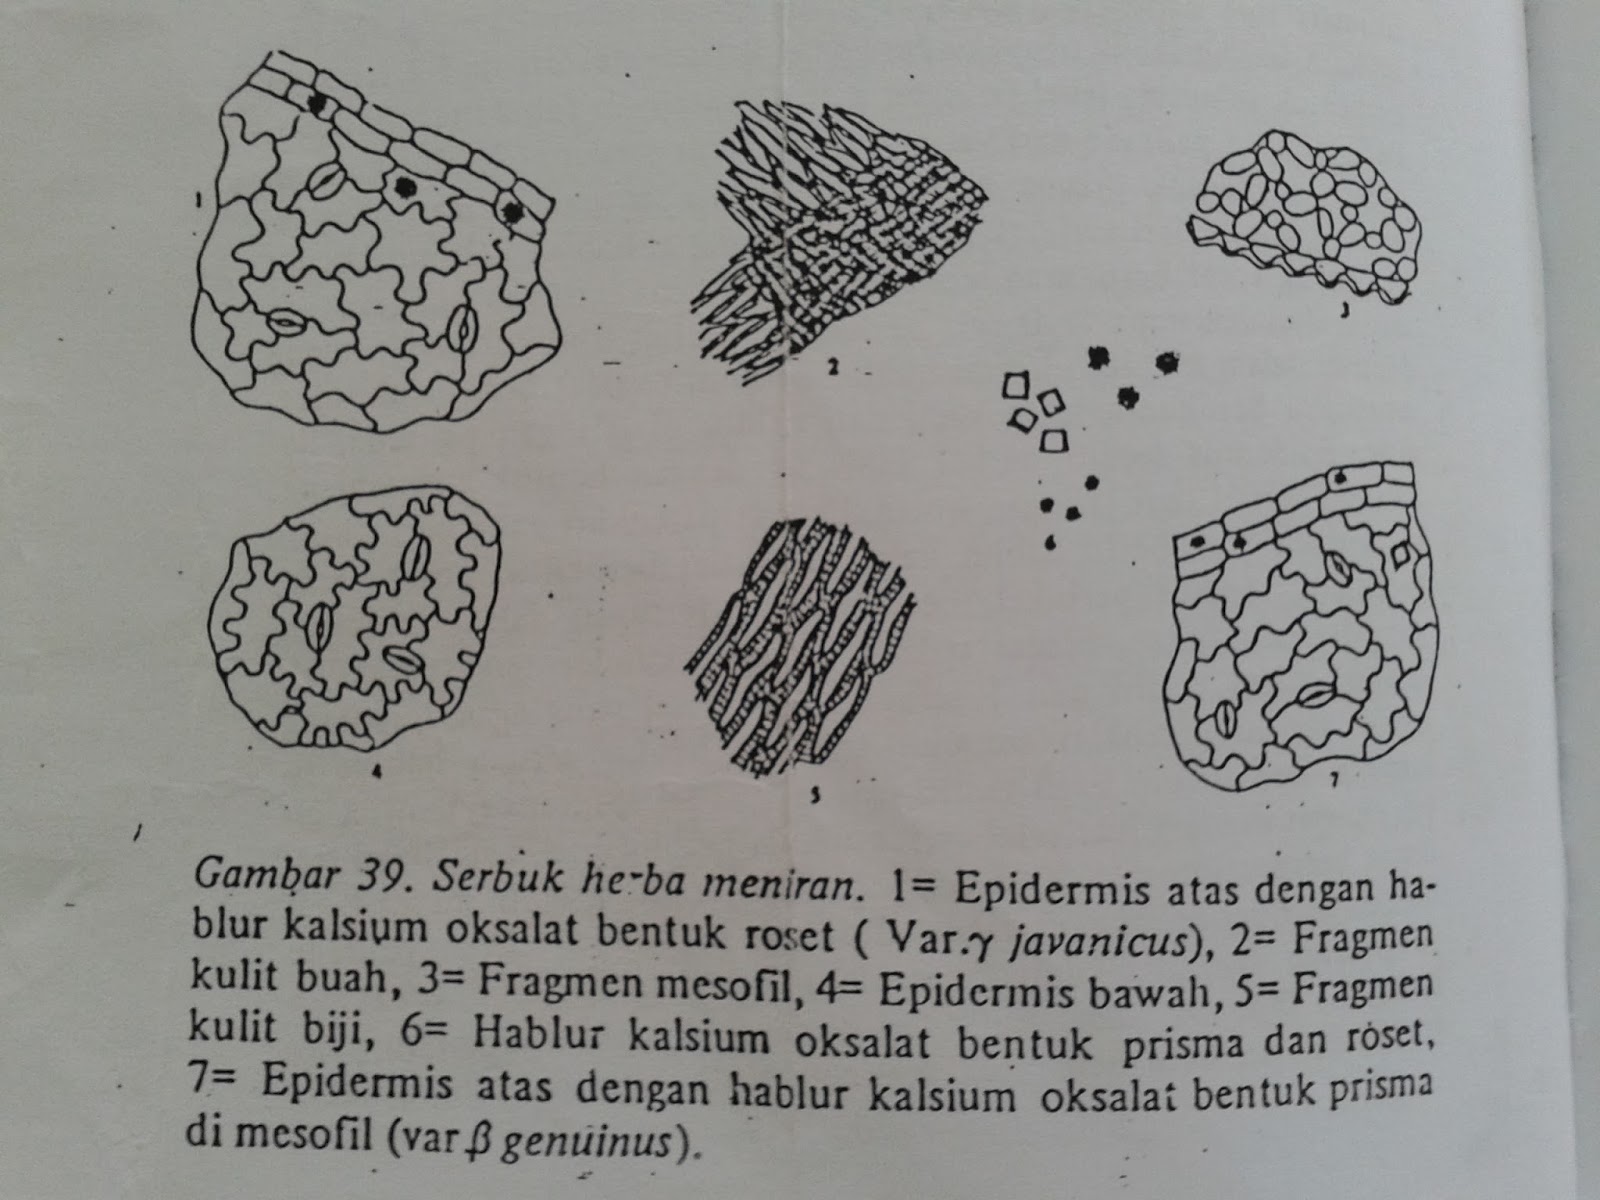 1
2
3
4
5
6
7
Gambar 39. Serbuk herba meniran. 1= Epidermis atas dengan ha-
blur kalsium oksalat bentuk roset ( Var.γ javanicus), 2= Fragmen
kulit buah, 3= Fragmen mesofil, 4= Epidermis bawah, 5= Fragmen
kulit biji, 6= Hablur kalsium oksalat bentuk prisma dan roset,
7= Epidermis atas dengan hablur kalsium oksalat bentuk prisma
di mesofil (var β genuinus).